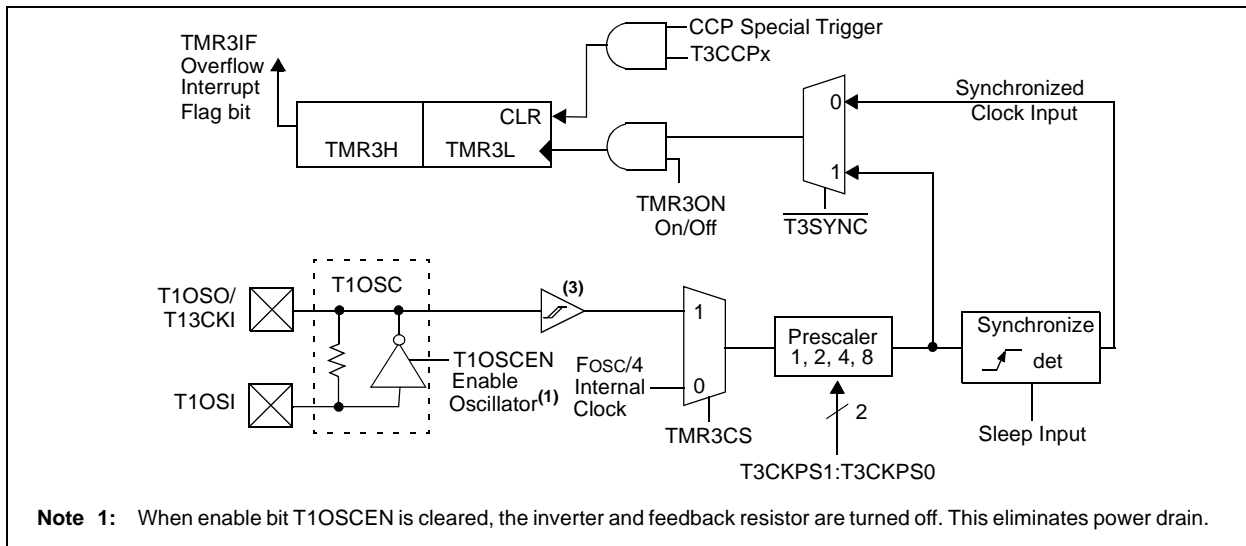 TMR3IF
Overflow
Interrupt
Flag bit
CCP Special Trigger
T3CCPx
CLR
TMR3H
TMR3L
TMR3ON
On/Off
0
1
T3SYNC
Synchronized
Clock Input
T1OSO/
T13CKI
T1OSI
T1OSC
T1OSCEN
Enable
Oscillator(1)
(3)
FOSC/4
Internal
Clock
1
0
TMR3CS
Prescaler
1, 2, 4, 8
2
T3CKPS1:T3CKPS0
Synchronize
det
Sleep Input
Note 1: When enable bit T1OSCEN is cleared, the inverter and feedback resistor are turned off. This eliminates power drain.